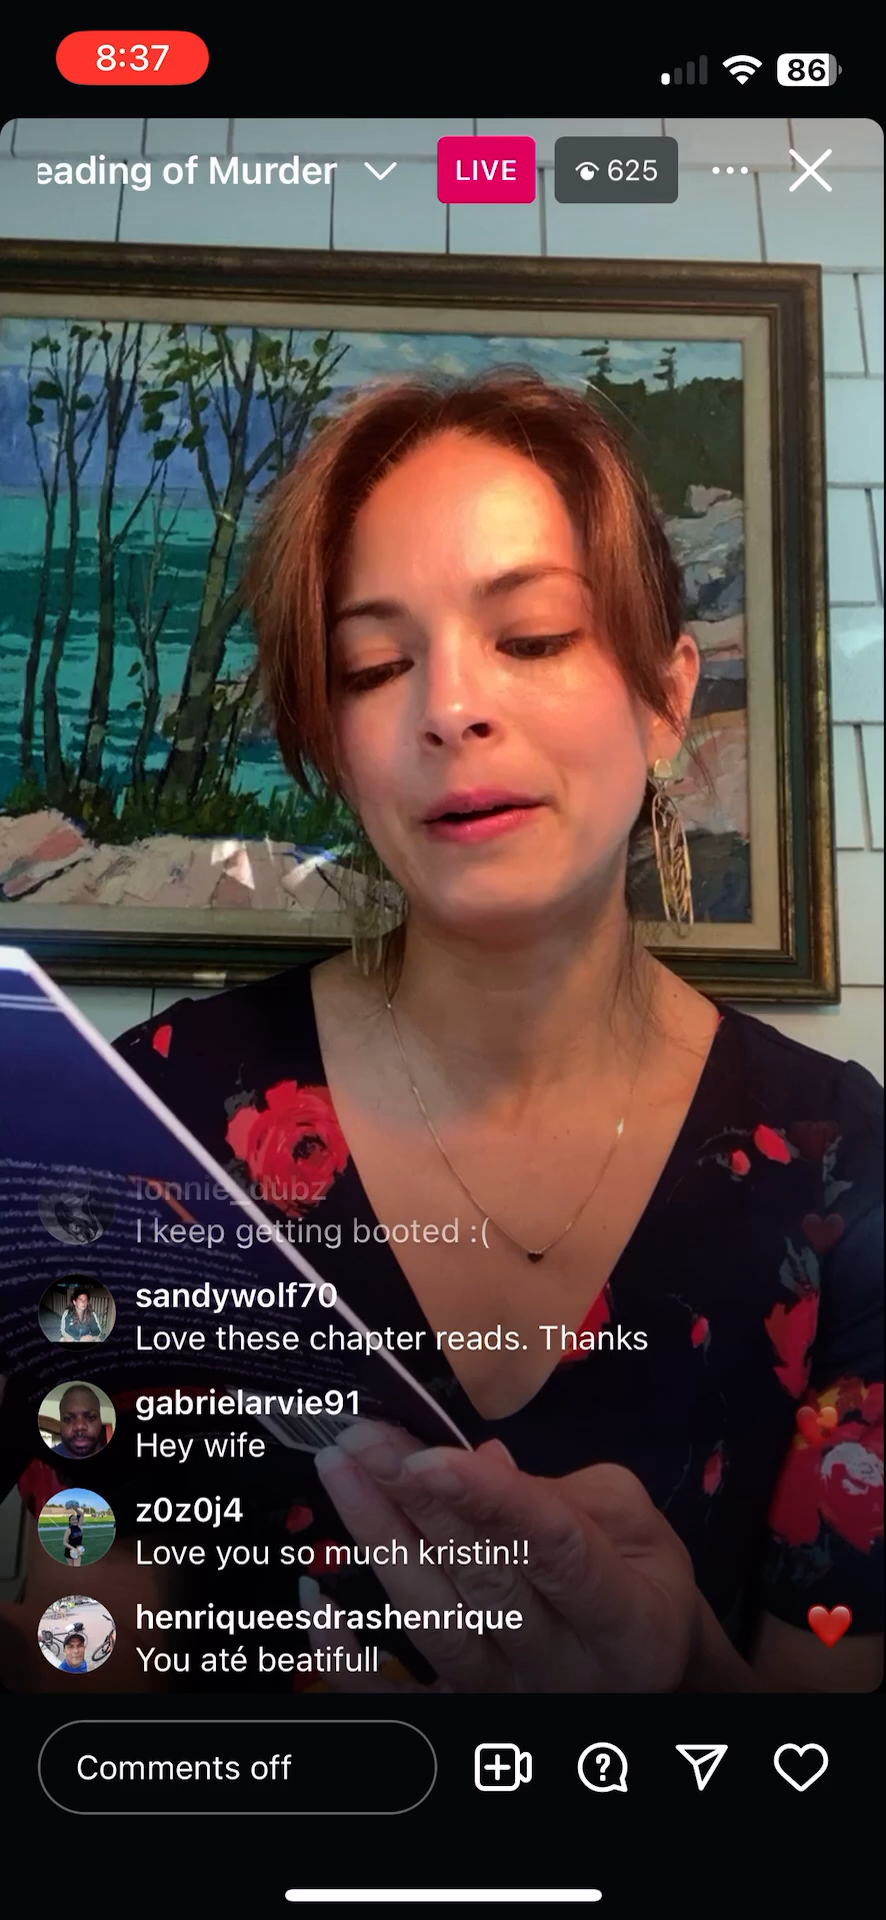 8:37
86
eading of Murder
LIVE
625
lonnie_dubz
I keep getting booted :(
sandywolf70
Love these chapter reads. Thanks
gabrielarvie91
Hey wife
z0z0j4
Love you so much kristin!!
henriqueesdrashenrique
You até beatifull
Comments off